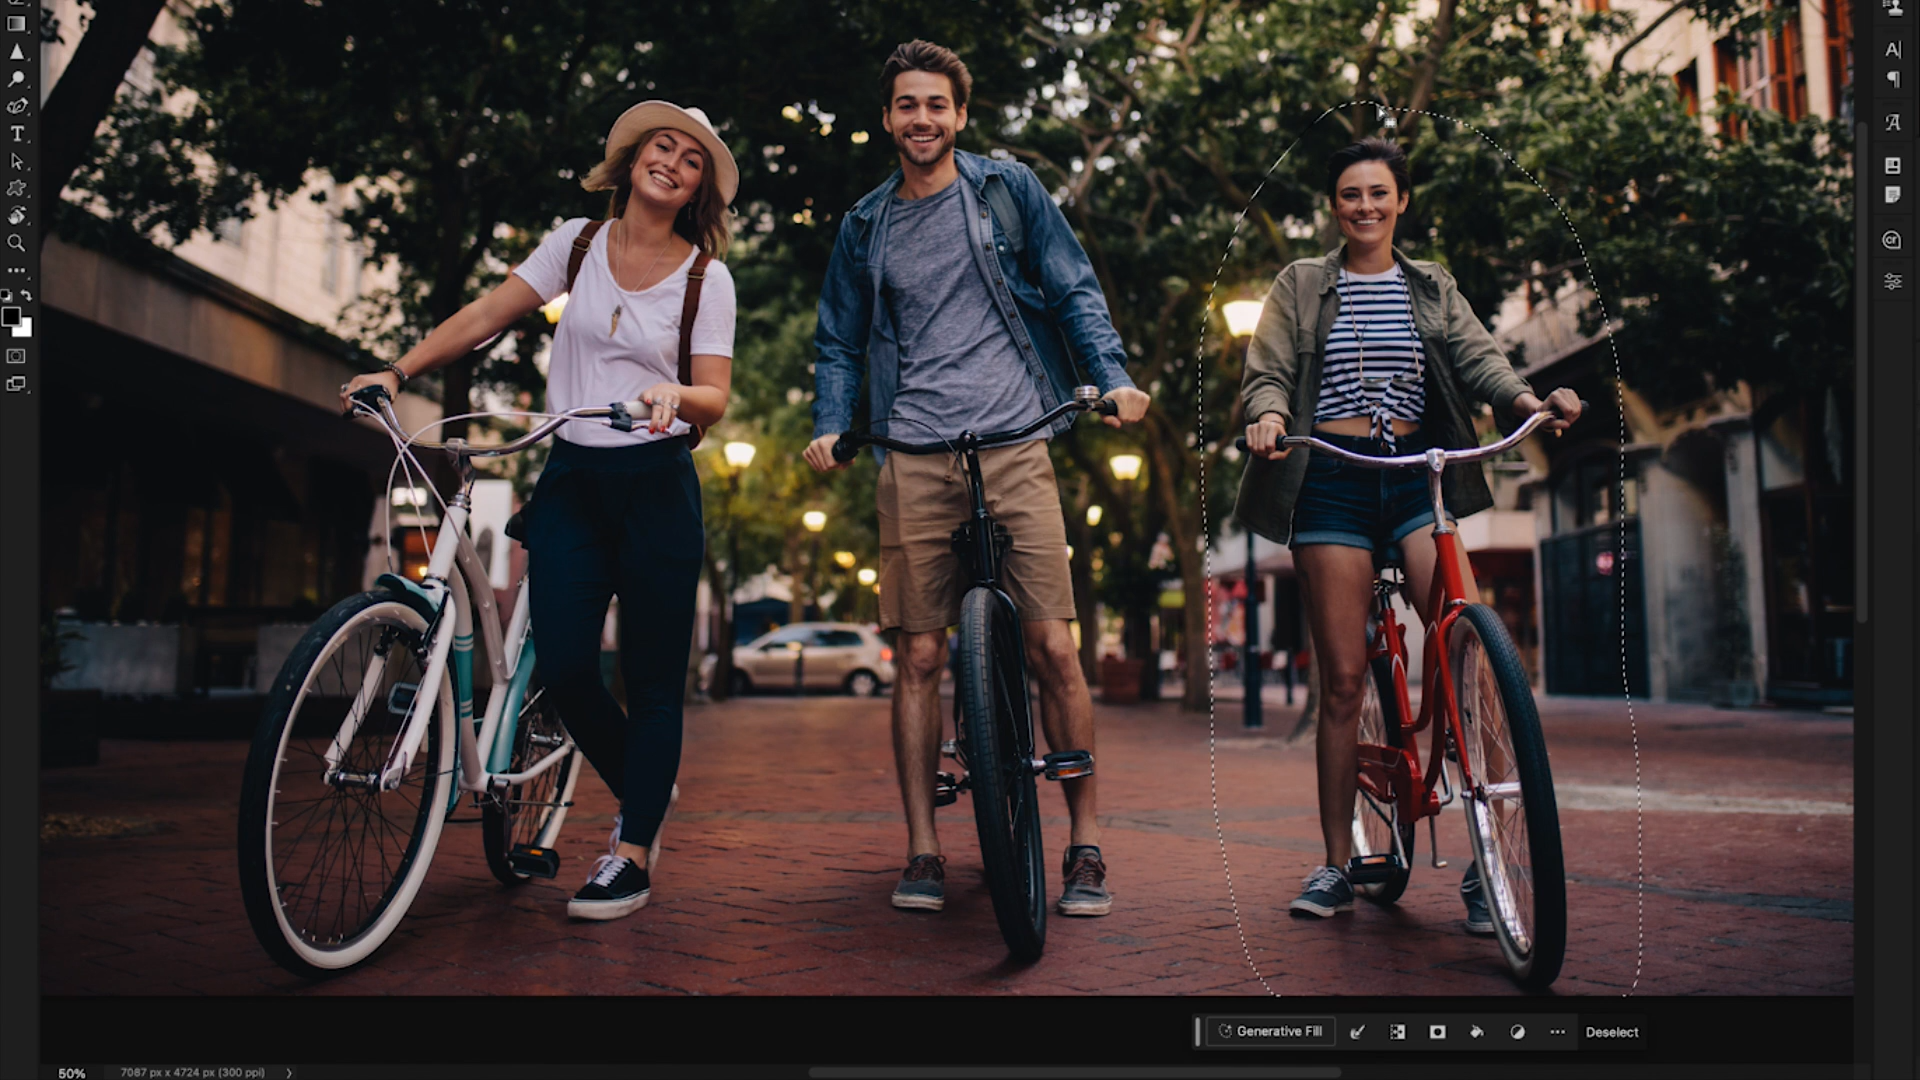 Generative Fill
Deselect
50%
7087 px x 4724 px (300 ppi)